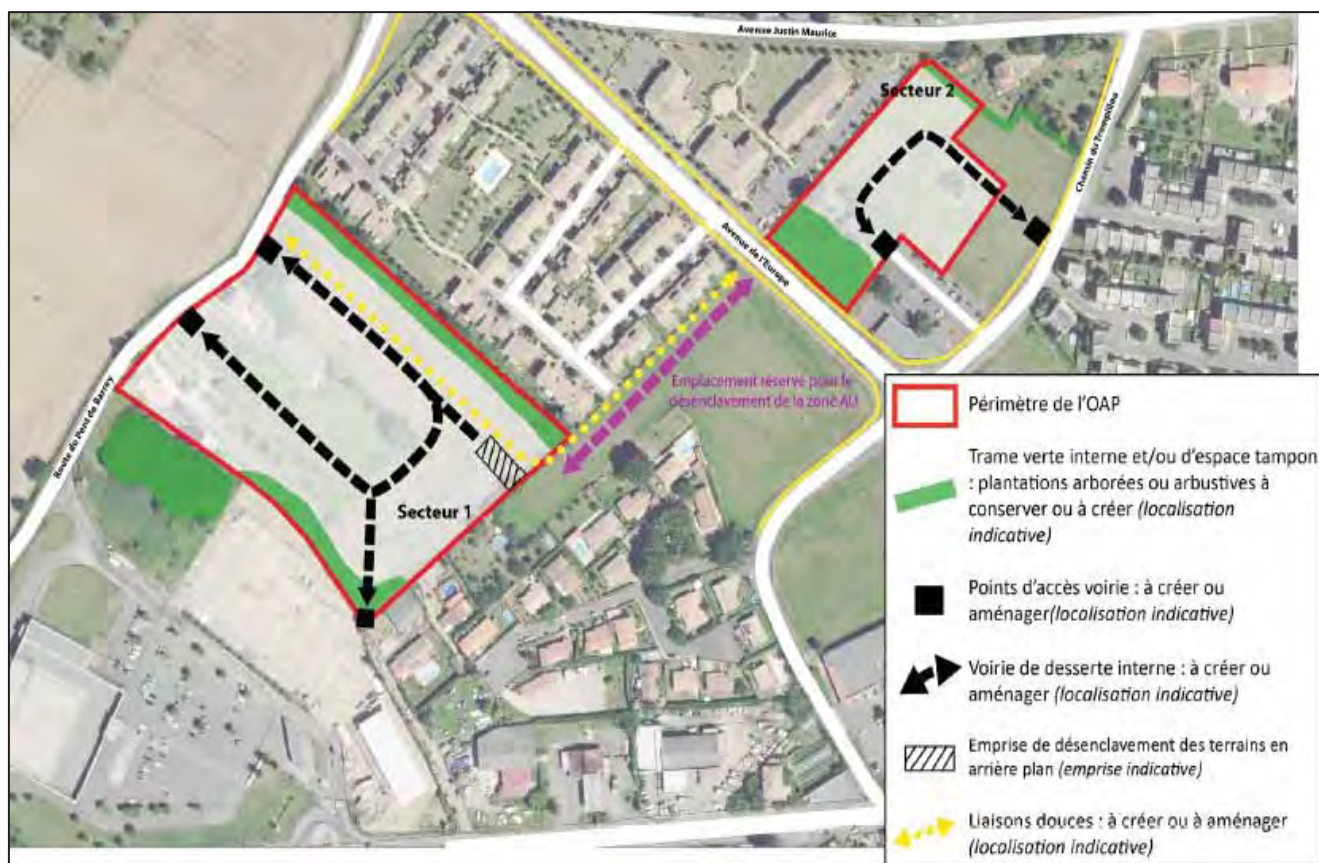 Avenue Justin Maurice
Secteur 2
Chemin du Trompillou
Avenue de l'Europe
Emplacement réservé pour le
désenclavement de la zone AU
Route de Pont de Barret
Secteur 1
Périmètre de l'OAP
Trame verte interne et/ou d'espace tampon
: plantations arborées ou arbustives à
conserver ou à créer (localisation
indicative)
Points d'accès voirie : à créer ou
aménager(localisation indicative)
Voirie de desserte interne : à créer ou
aménager (localisation indicative)
Emprise de désenclavement des terrains en
arrière plan (emprise indicative)
Liaisons douces : à créer ou à aménager
(localisation indicative)